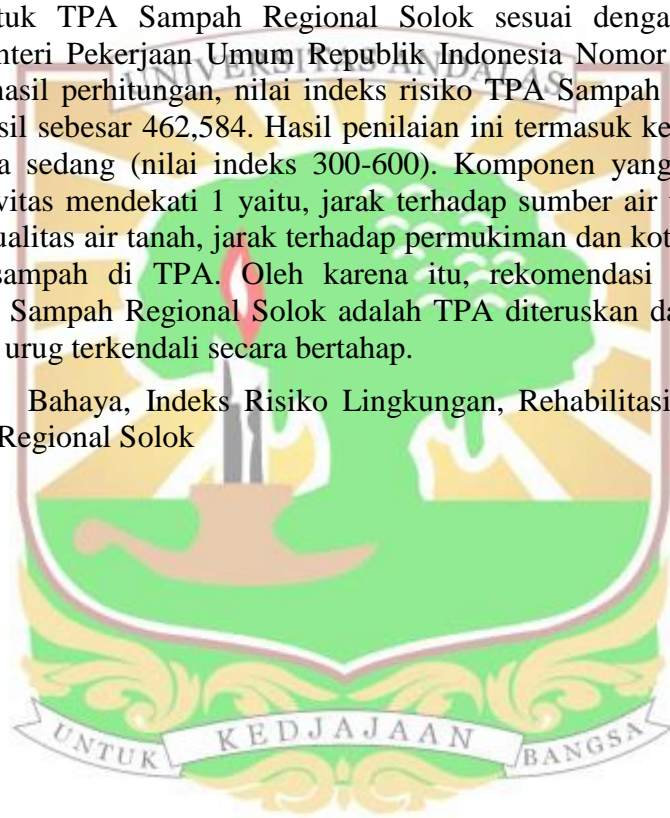 tuk TPA Sampah Regional Solok sesuai denga
nteri Pekerjaan Umum Republik Indonesia Nomor
hasil perhitungan, nilai indeks risiko TPA Sampah
sil sebesar 462,584. Hasil penilaian ini termasuk ke
a sedang (nilai indeks 300-600). Komponen yang
vitas mendekati 1 yaitu, jarak terhadap sumber air
ualitas air tanah, jarak terhadap permukiman dan kot
sampah di TPA. Oleh karena itu, rekomendasi
Sampah Regional Solok adalah TPA diteruskan da
urug terkendali secara bertahap.
Bahaya, Indeks Risiko Lingkungan, Rehabilitasi
Regional Solok
UNIVERSITAS ANDALAS
UNTUK KEDJAJAAN BANGSA